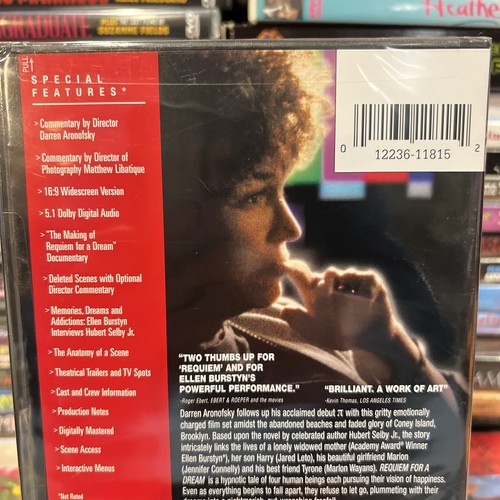 GRADUATE
PLUS
SUZANNE FIELDS
Heathe
PULL
SPECIAL
FEATURES*
> Commentary by Director
Darren Aronofsky
> Commentary by Director of
Photography Matthew Libatique
> 16:9 Widescreen Version
> 5.1 Dolby Digital Audio
> "The Making of
Requiem for a Dream"
Documentary
> Deleted Scenes with Optional
Director Commentary
> Memories, Dreams and
Addictions: Ellen Burstyn
Interviews Hubert Selby Jr.
> The Anatomy of a Scene
> Theatrical Trailers and TV Spots
> Cast and Crew Information
> Production Notes
> Digitally Mastered
> Scene Access
> Interactive Menus
*Not Rated
0 12236-11815 2
"TWO THUMBS UP FOR
'REQUIEM' AND FOR
ELLEN BURSTYN'S
POWERFUL PERFORMANCE."
-Roger Ebert, EBERT & ROEPER and the movies
"BRILLIANT. A WORK OF ART"
-Kevin Thomas, LOS ANGELES TIMES
Darren Aronofsky follows up his acclaimed debut π with this gritty emotionally
charged film set amidst the abandoned beaches and faded glory of Coney Island,
Brooklyn. Based upon the novel by celebrated author Hubert Selby Jr., the story
intricately links the lives of a lonely widowed mother (Academy Award® Winner
Ellen Burstyn*), her son Harry (Jared Leto), his beautiful girlfriend Marion
(Jennifer Connelly) and his best friend Tyrone (Marlon Wayans). REQUIEM FOR A
DREAM is a hypnotic tale of four human beings each pursuing their vision of happiness.
Even as everything begins to fall apart, they refuse to let go, plummeting with their